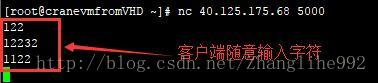 [root@cranevmfromVHD ~]# nc 40.125.175.68 5000
122
12232
1122
客户端随意输入字符
http://blog.csdn.net/zhangline992